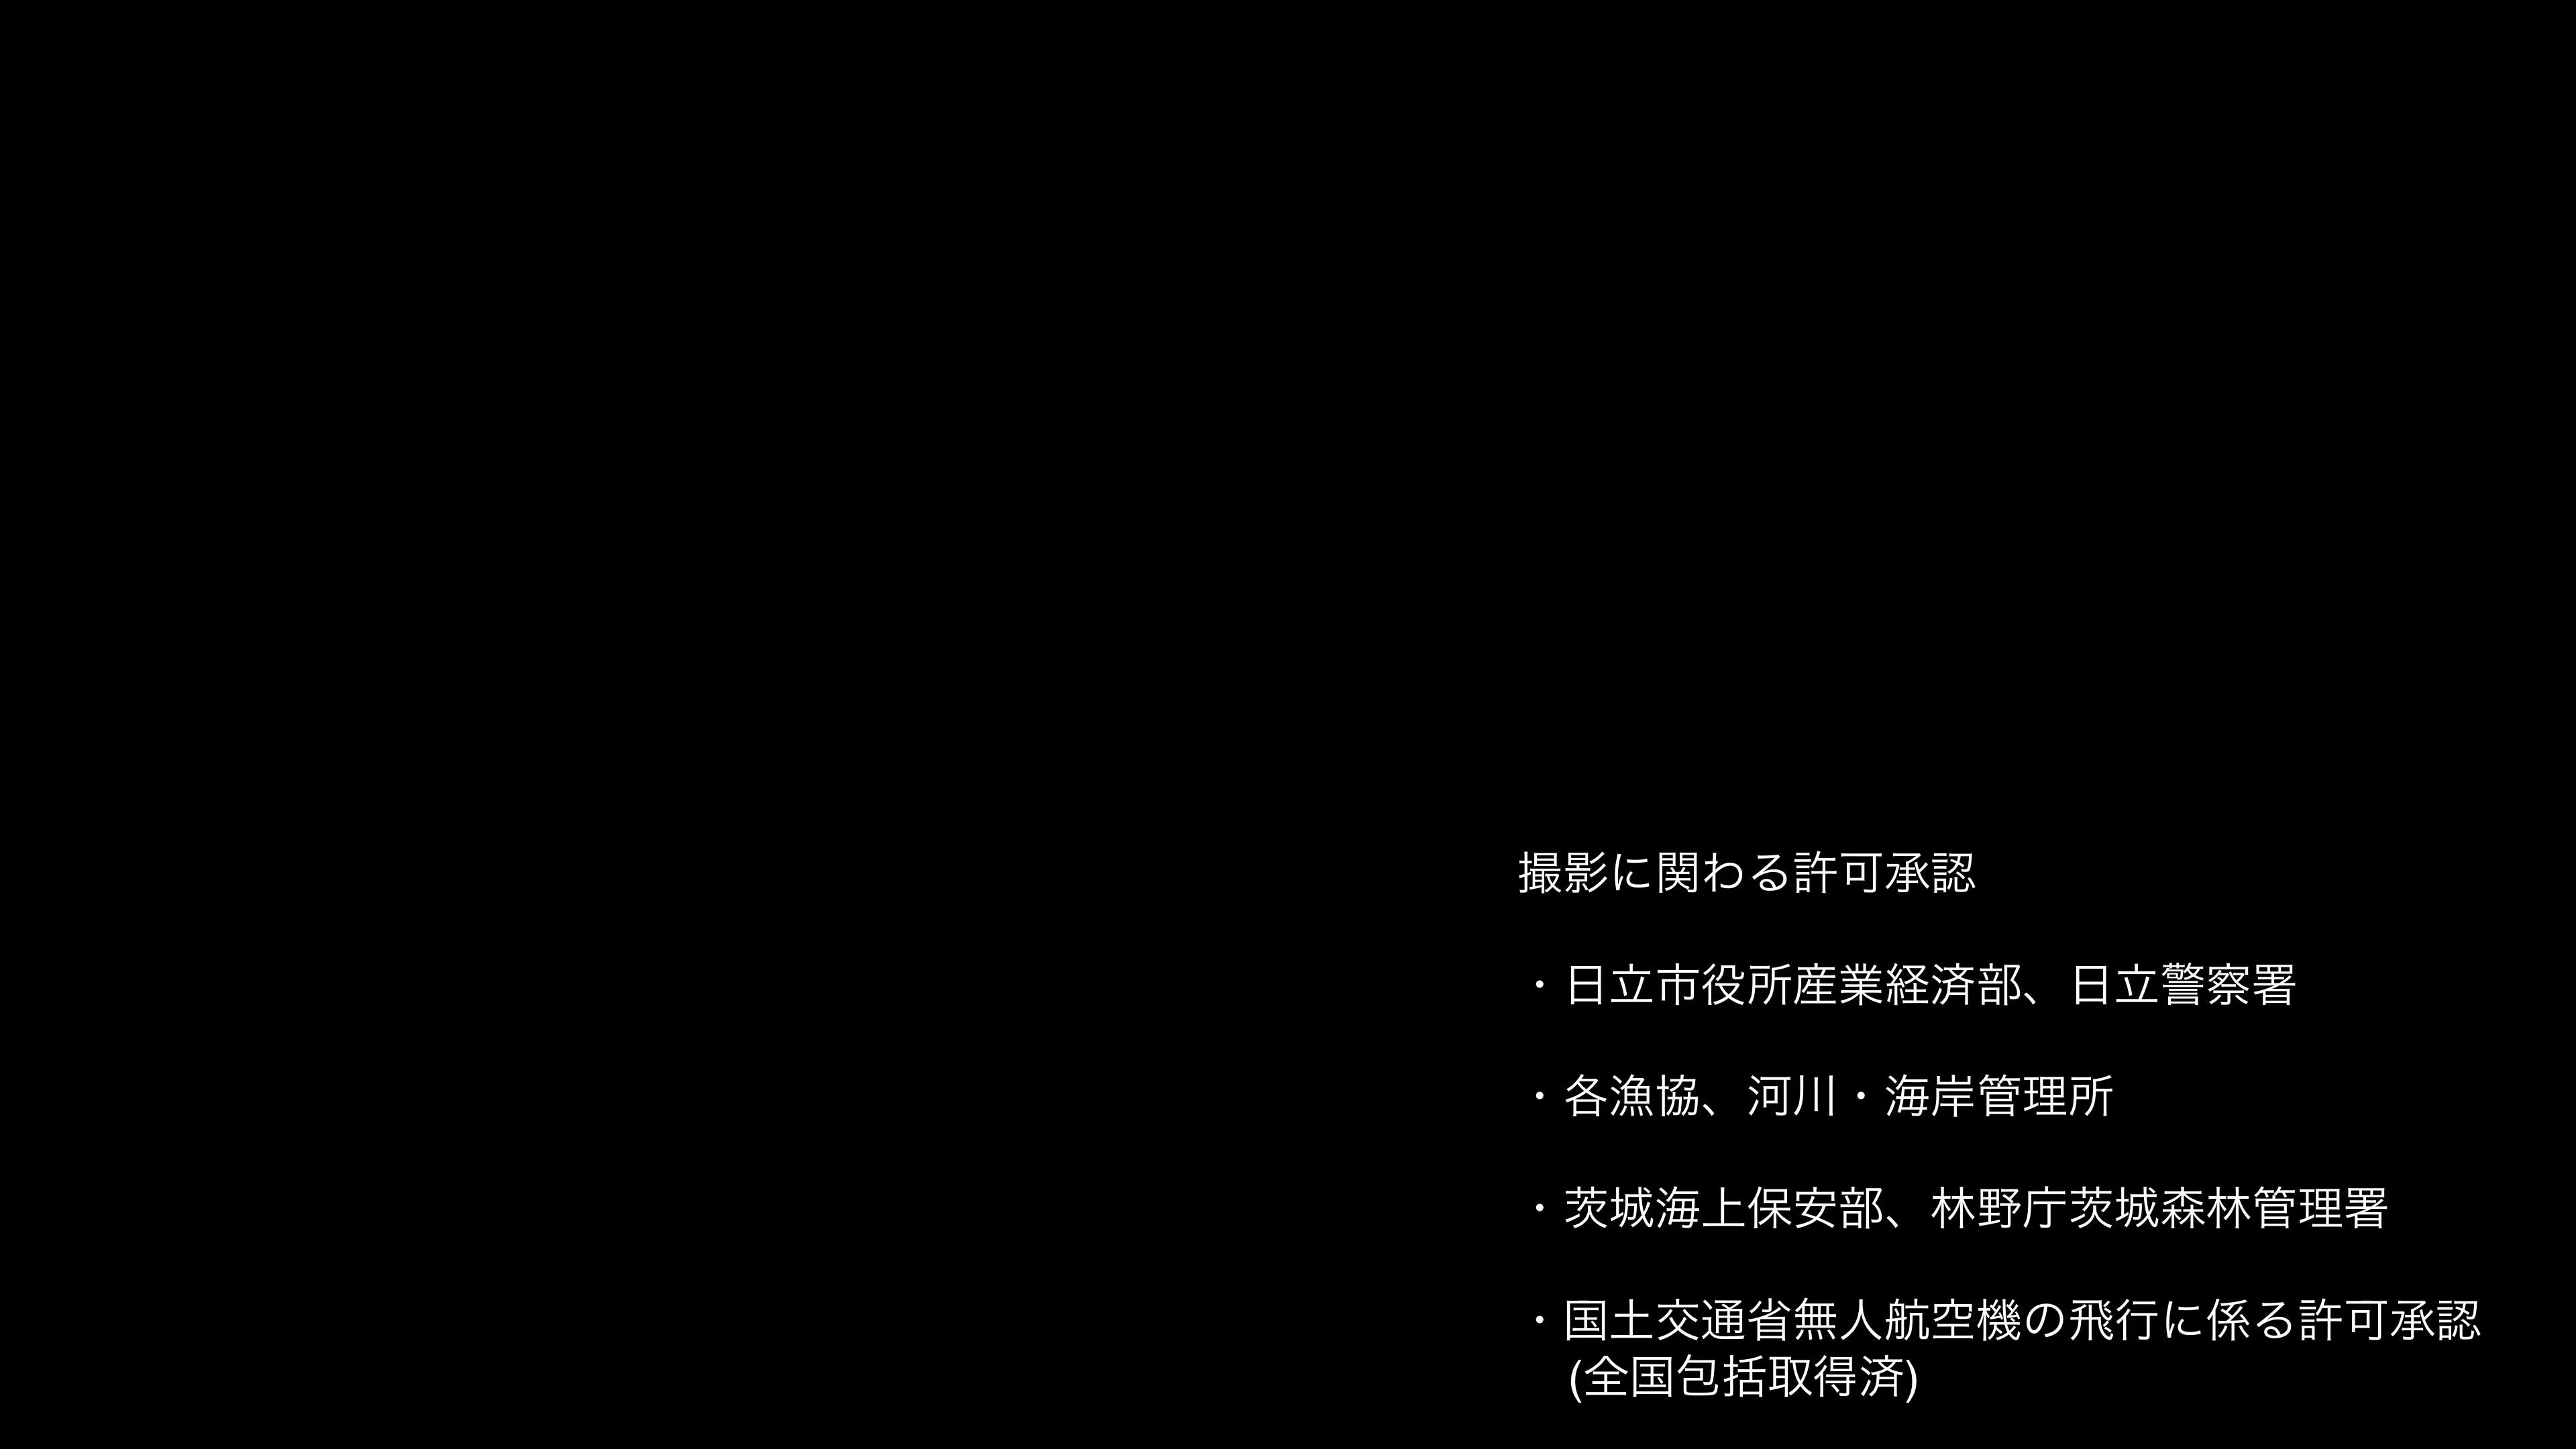 撮影に関わる許可承認
・日立市役所産業経済部、日立警察署
・各漁協、河川・海岸管理所
・茨城海上保安部、林野庁茨城森林管理署
・国土交通省無人航空機の飛行に係る許可承認
(全国包括取得済)